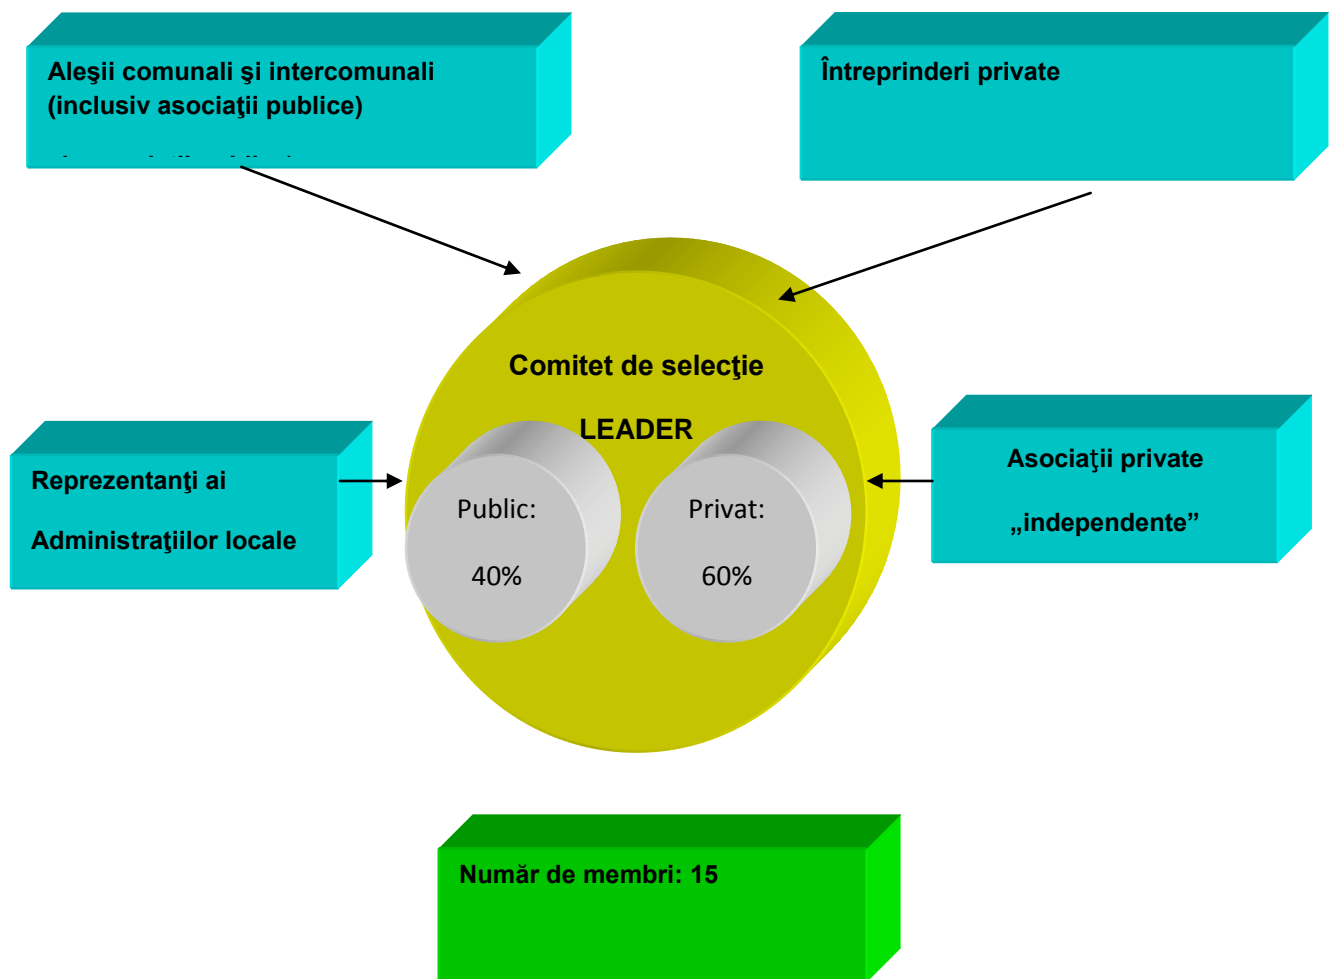 Aleşii comunali şi intercomunali
(inclusiv asociaţii publice)
Întreprinderi private
Comitet de selecţie
LEADER
Reprezentanţi ai
Administraţiilor locale
Public:
40%
Privat:
60%
Asociaţii private
„independente”
Număr de membri: 15